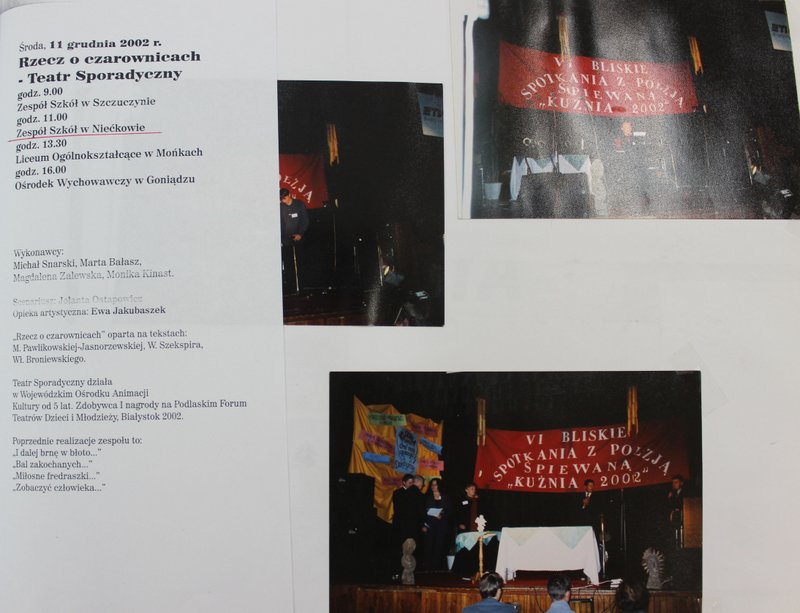 Środa, 11 grudnia 2002 r.
Rzecz o czarownicach
- Teatr Sporadyczny
godz. 9.00
Zespół Szkół w Szczuczynie
godz. 11.00
Zespół Szkół w Niećkowie
godz. 13.30
Liceum Ogólnokształcące w Mońkach
godz. 16.00
Ośrodek Wychowawczy w Goniądzu
Wykonawcy:
Michał Snarski, Marta Bałasz,
Magdalena Zalewska, Monika Kinast.
Scenariusz: Jolanta Ostapowicz
Opieka artystyczna: Ewa Jakubaszek
„Rzecz o czarownicach” oparta na tekstach:
M. Pawlikowskiej-Jasnorzewskiej, W. Szekspira,
Wł. Broniewskiego.
Teatr Sporadyczny działa
w Wojewódzkim Ośrodku Animacji
Kultury od 5 lat. Zdobywca I nagrody na Podlaskim Forum
Teatrów Dzieci i Młodzieży, Białystok 2002.
Poprzednie realizacje zespołu to:
„I dalej brnę w błoto...”
„Bal zakochanych...”
„Miłosne fredraszki...”
„Zobaczyć człowieka...”
POEZJĄ
VI BLISKIE
SPOTKANIA Z POEZJĄ
ŚPIEWANĄ
„KUŹNIA 2002”
VI BLISKIE
SPOTKANIA Z POEZJĄ
ŚPIEWANĄ
„KUŹNIA 2002”